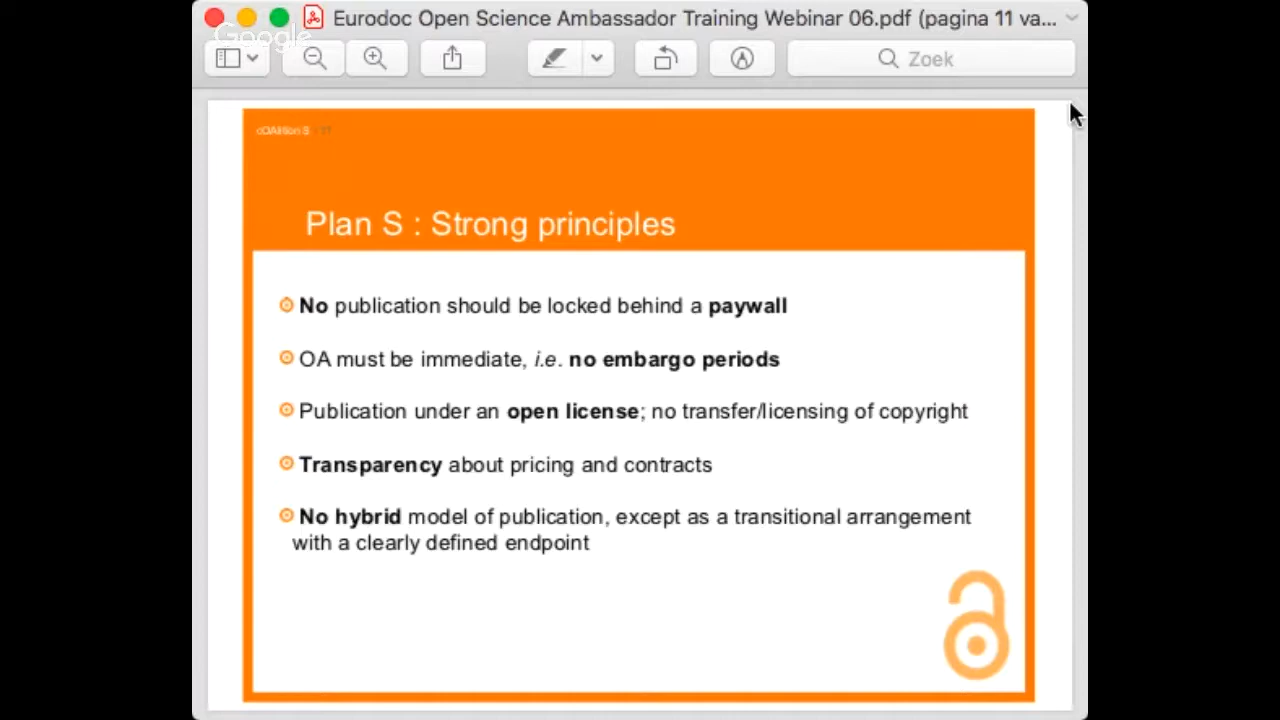 Eurodoc Open Science Ambassador Training Webinar 06.pdf (pagina 11 va...
Google
Zoek
cOAlition S
Plan S : Strong principles
No publication should be locked behind a paywall
OA must be immediate, i.e. no embargo periods
Publication under an open license; no transfer/licensing of copyright
Transparency about pricing and contracts
No hybrid model of publication, except as a transitional arrangement
with a clearly defined endpoint